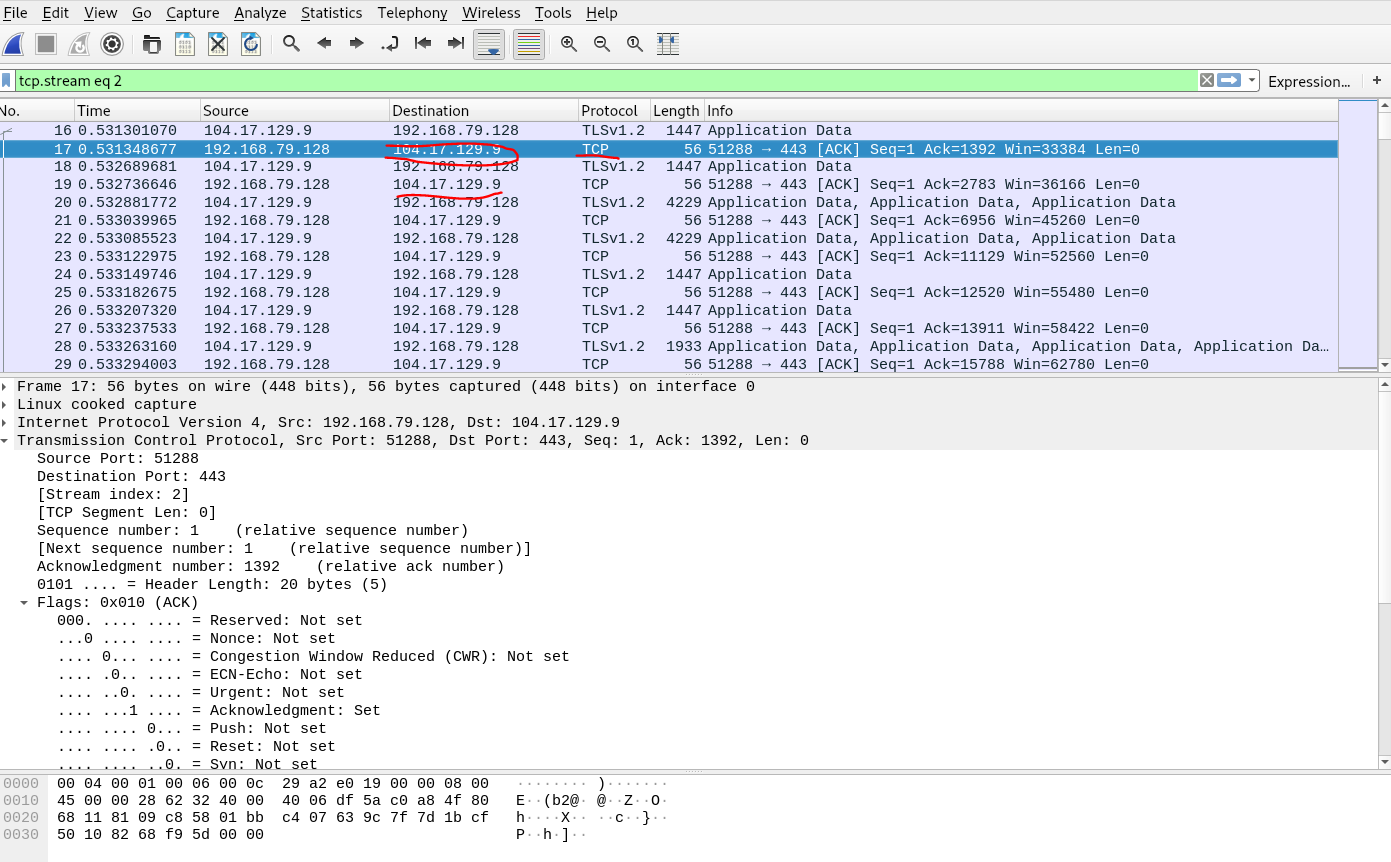 File Edit View Go Capture Analyze Statistics Telephony Wireless Tools Help
tcp.stream eq 2 Expression… +
No. Time Source Destination Protocol Length Info
16 0.531301070 104.17.129.9 192.168.79.128 TLSv1.2 1447 Application Data
17 0.531348677 192.168.79.128 104.17.129.9 TCP 56 51288 → 443 [ACK] Seq=1 Ack=1392 Win=33384 Len=0
18 0.532689681 104.17.129.9 192.168.79.128 TLSv1.2 1447 Application Data
19 0.532736646 192.168.79.128 104.17.129.9 TCP 56 51288 → 443 [ACK] Seq=1 Ack=2783 Win=36166 Len=0
20 0.532881772 104.17.129.9 192.168.79.128 TLSv1.2 4229 Application Data, Application Data, Application Data
21 0.533039965 192.168.79.128 104.17.129.9 TCP 56 51288 → 443 [ACK] Seq=1 Ack=6956 Win=45260 Len=0
22 0.533085523 104.17.129.9 192.168.79.128 TLSv1.2 4229 Application Data, Application Data, Application Data
23 0.533122975 192.168.79.128 104.17.129.9 TCP 56 51288 → 443 [ACK] Seq=1 Ack=11129 Win=52560 Len=0
24 0.533149746 104.17.129.9 192.168.79.128 TLSv1.2 1447 Application Data
25 0.533182675 192.168.79.128 104.17.129.9 TCP 56 51288 → 443 [ACK] Seq=1 Ack=12520 Win=55480 Len=0
26 0.533207320 104.17.129.9 192.168.79.128 TLSv1.2 1447 Application Data
27 0.533237533 192.168.79.128 104.17.129.9 TCP 56 51288 → 443 [ACK] Seq=1 Ack=13911 Win=58422 Len=0
28 0.533263160 104.17.129.9 192.168.79.128 TLSv1.2 1933 Application Data, Application Data, Application Data, Application Da…
29 0.533294003 192.168.79.128 104.17.129.9 TCP 56 51288 → 443 [ACK] Seq=1 Ack=15788 Win=62780 Len=0
Frame 17: 56 bytes on wire (448 bits), 56 bytes captured (448 bits) on interface 0
Linux cooked capture
Internet Protocol Version 4, Src: 192.168.79.128, Dst: 104.17.129.9
Transmission Control Protocol, Src Port: 51288, Dst Port: 443, Seq: 1, Ack: 1392, Len: 0
Source Port: 51288
Destination Port: 443
[Stream index: 2]
[TCP Segment Len: 0]
Sequence number: 1 (relative sequence number)
[Next sequence number: 1 (relative sequence number)]
Acknowledgment number: 1392 (relative ack number)
0101 .... = Header Length: 20 bytes (5)
Flags: 0x010 (ACK)
000. .... .... = Reserved: Not set
...0 .... .... = Nonce: Not set
.... 0... .... = Congestion Window Reduced (CWR): Not set
.... .0.. .... = ECN-Echo: Not set
.... ..0. .... = Urgent: Not set
.... ...1 .... = Acknowledgment: Set
.... .... 0... = Push: Not set
.... .... .0.. = Reset: Not set
.... .... ..0. = Syn: Not set
0000 00 04 00 01 00 06 00 0c 29 a2 e0 19 00 00 08 00 ········ )·······
0010 45 00 00 28 62 32 40 00 40 06 df 5a c0 a8 4f 80 E··(b2@· @··Z··O·
0020 68 11 81 09 c8 58 01 bb c4 07 63 9c 7f 7d 1b cf h····X·· ··c··}··
0030 50 10 82 68 f9 5d 00 00 P··h·]··